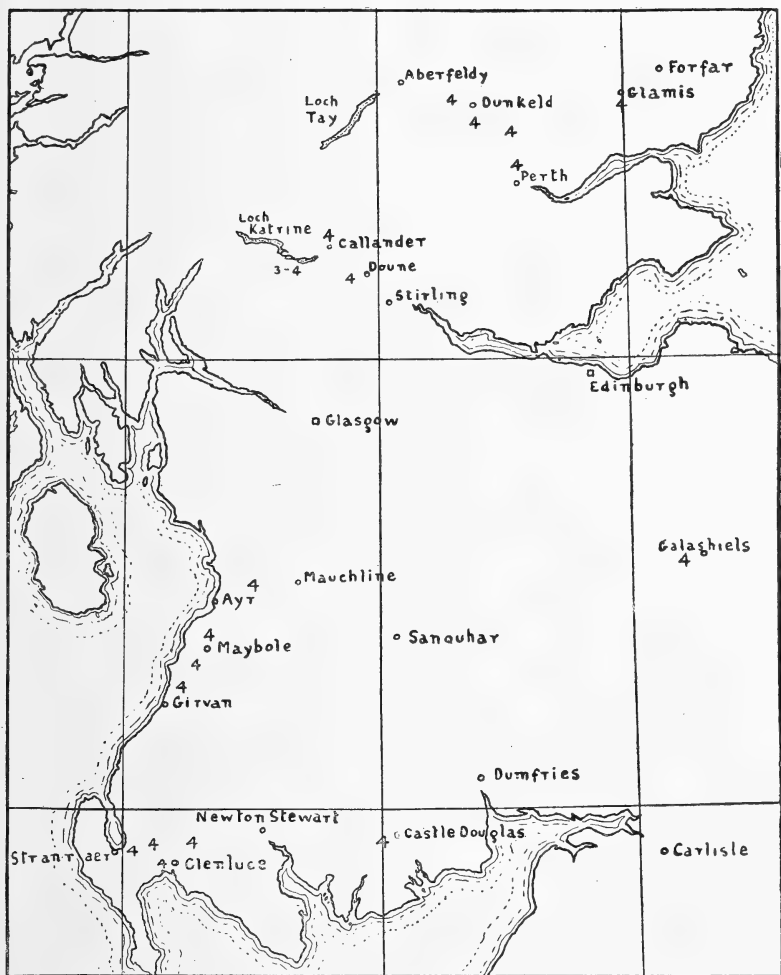 Aberfeldy
Forfar
4
Dunkeld
Glamis
4
Loch
Tay
4
4
4
Perth
Loch
Katrine
4
Callander
3-4
Doune
4
Stirling
Edinburgh
Glasgow
Galashiels
4
Mauchline
4
Ayr
4
Maybole
Sanquhar
4
4
Girvan
Dumfries
Newton Stewart
Castle Douglas
4
4
4
Stranraer
4
4
Glenluce
Carlisle